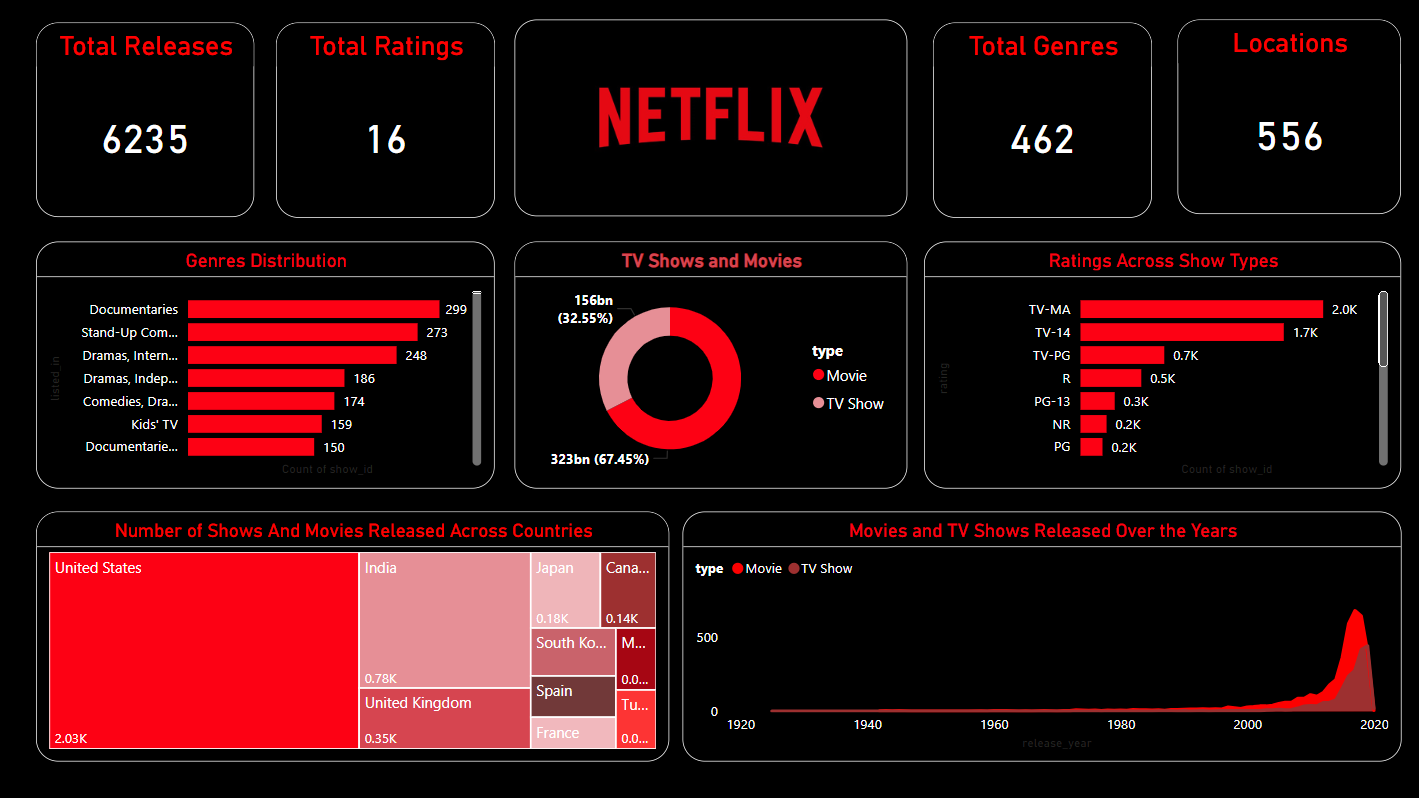 Total Releases
6235
Total Ratings
16
NETFLIX
Total Genres
462
Locations
556
Genres Distribution
listed_in
Documentaries 299
Stand-Up Com... 273
Dramas, Intern... 248
Dramas, Indep... 186
Comedies, Dra... 174
Kids' TV 159
Documentarie... 150
Count of show_id
TV Shows and Movies
156bn
(32.55%)
323bn (67.45%)
type
Movie
TV Show
Ratings Across Show Types
rating
TV-MA 2.0K
TV-14 1.7K
TV-PG 0.7K
R 0.5K
PG-13 0.3K
NR 0.2K
PG 0.2K
Count of show_id
Number of Shows And Movies Released Across Countries
United States
2.03K
India
0.78K
United Kingdom
0.35K
Japan
0.18K
Cana...
0.14K
South Ko...
Spain
France
M...
0.0...
Tu...
0.0...
Movies and TV Shows Released Over the Years
type Movie TV Show
500
0
1920 1940 1960 1980 2000 2020
release_year